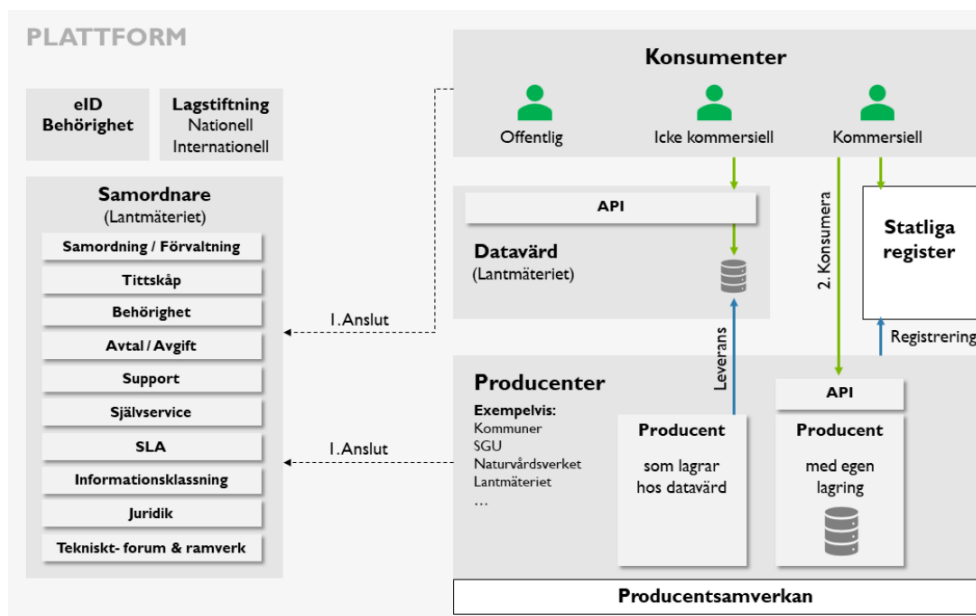 PLATTFORM
eID
Behörighet
Lagstiftning
Nationell
Internationell
Samordnare
(Lantmäteriet)
Samordning / Förvaltning
Tittskåp
Behörighet
Avtal / Avgift
Support
Självservice
SLA
Informationsklassning
Juridik
Tekniskt- forum & ramverk
1. Anslut
1. Anslut
Konsumenter
Offentlig
Icke kommersiell
Kommersiell
API
Datavärd
(Lantmäteriet)
2. Konsumera
Statliga
register
Leverans
Registrering
Producenter
Exempelvis:
Kommuner
SGU
Naturvårdsverket
Lantmäteriet
…
Producent
som lagrar
hos datavärd
API
Producent
med egen
lagring
Producentsamverkan